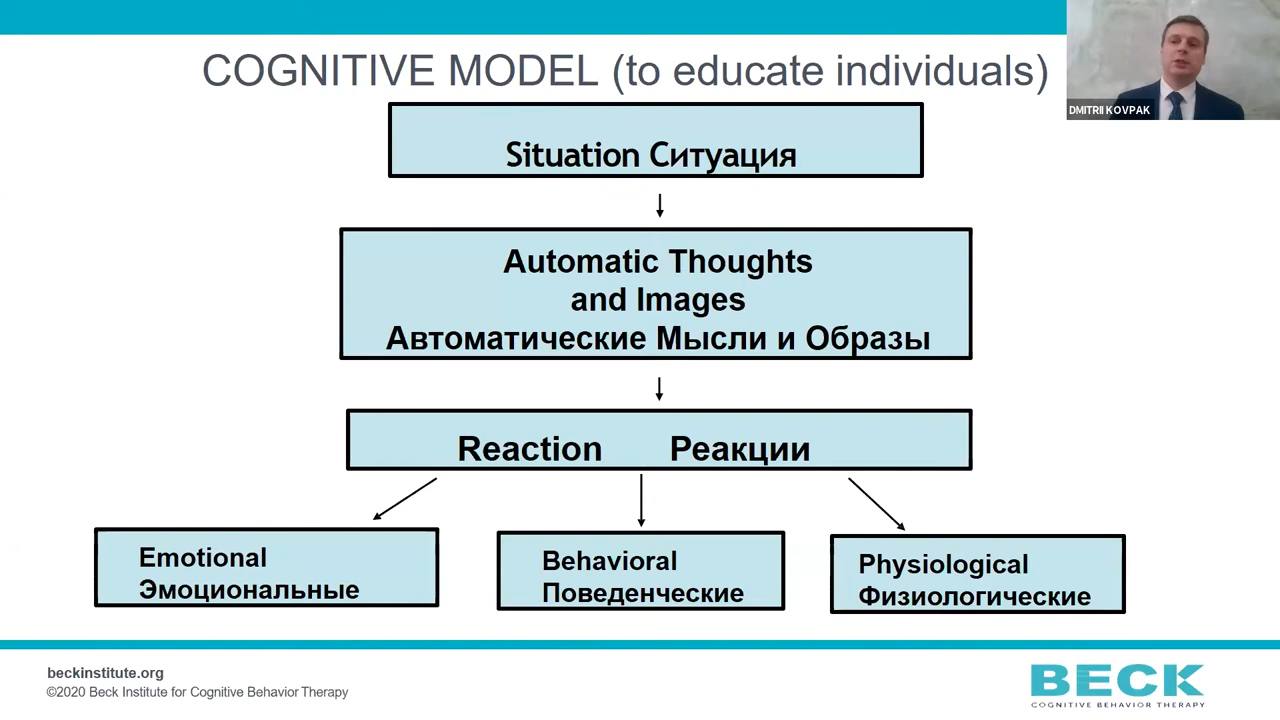 COGNITIVE MODEL (to educate individuals)
DMITRII KOVPAK
Situation Ситуация
Automatic Thoughts
and Images
Автоматические Мысли и Образы
Reaction Реакции
Emotional
Эмоциональные
Behavioral
Поведенческие
Physiological
Физиологические
beckinstitute.org
©2020 Beck Institute for Cognitive Behavior Therapy
BECK
COGNITIVE BEHAVIOR THERAPY